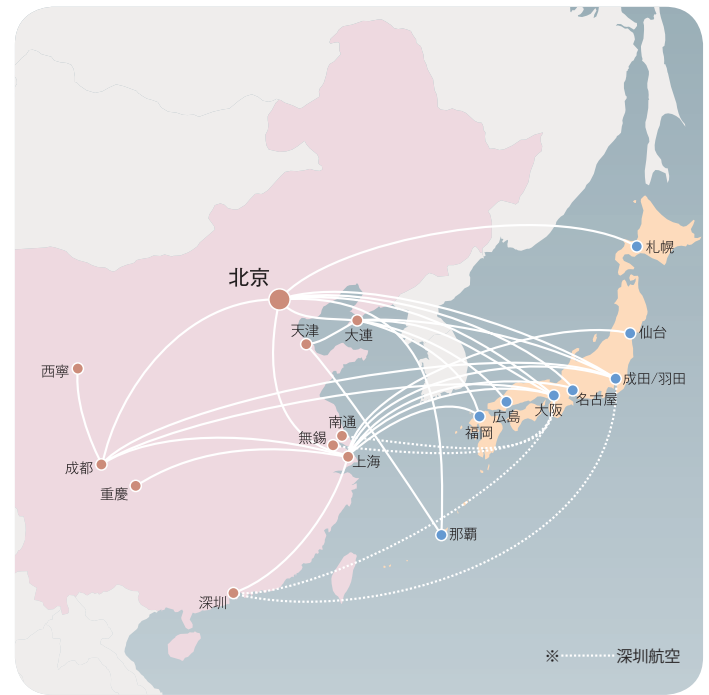 札幌
北京
天津
大連
仙台
西寧
成田/羽田
名古屋
大阪
広島
南通
福岡
無錫
上海
成都
重慶
那覇
深圳
※ 深圳航空